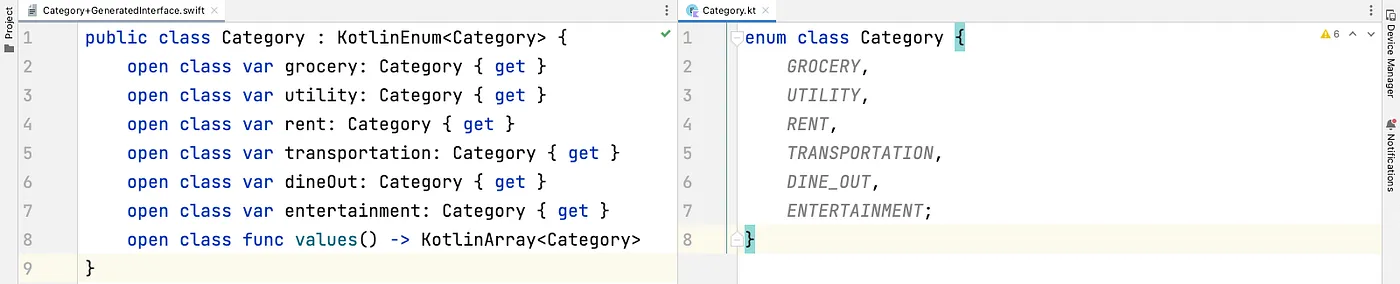 Project
Category+GeneratedInterface.swift
1 public class Category : KotlinEnum<Category> {
2 open class var grocery: Category { get }
3 open class var utility: Category { get }
4 open class var rent: Category { get }
5 open class var transportation: Category { get }
6 open class var dineOut: Category { get }
7 open class var entertainment: Category { get }
8 open class func values() -> KotlinArray<Category>
9 }
Category.kt
1 enum class Category {
2 GROCERY,
3 UTILITY,
4 RENT,
5 TRANSPORTATION,
6 DINE_OUT,
7 ENTERTAINMENT;
8 }
6
Device Manager
Notifications